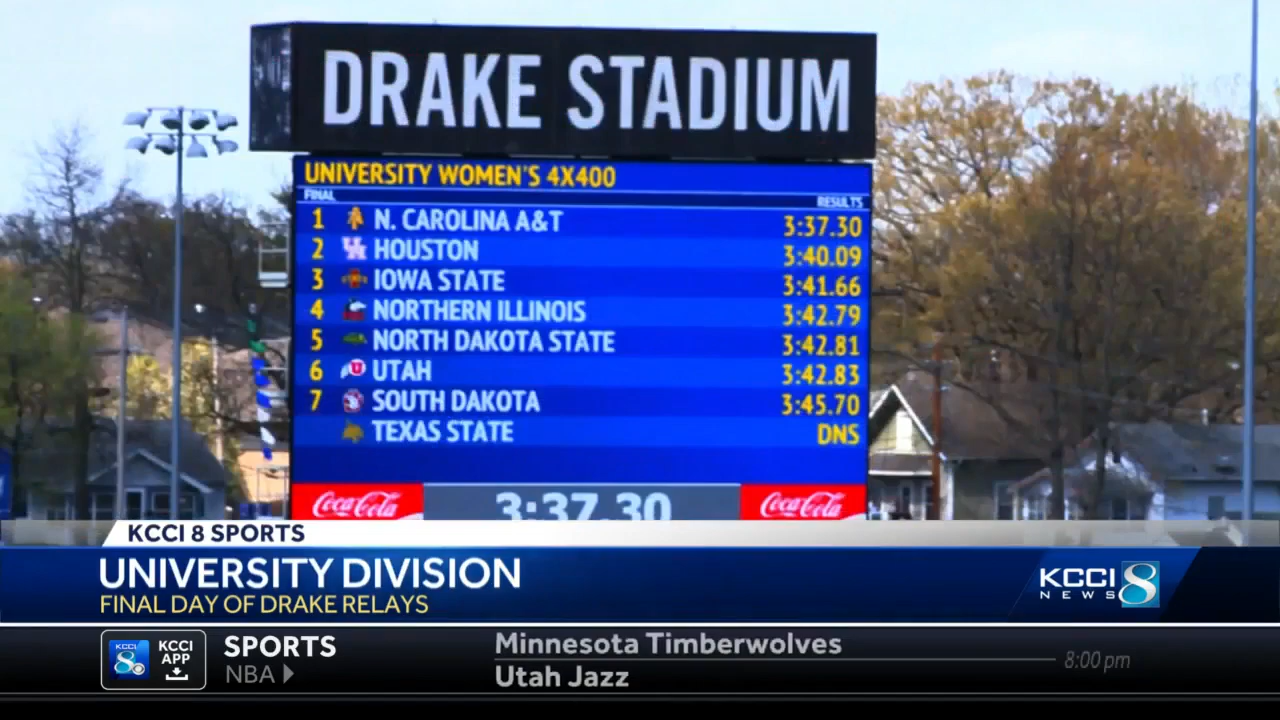 DRAKE STADIUM
UNIVERSITY WOMEN'S 4X400
FINAL RESULTS
1 N. CAROLINA A&T 3:37.30
2 HOUSTON 3:40.09
3 IOWA STATE 3:41.66
4 NORTHERN ILLINOIS 3:42.79
5 NORTH DAKOTA STATE 3:42.81
6 UTAH 3:42.83
7 SOUTH DAKOTA 3:45.70
TEXAS STATE DNS
Coca-Cola 3:37.30 Coca-Cola
KCCI 8 SPORTS
UNIVERSITY DIVISION
FINAL DAY OF DRAKE RELAYS
KCCI 8
NEWS
KCCI 8 KCCI APP
SPORTS
NBA
Minnesota Timberwolves
Utah Jazz
8:00 pm